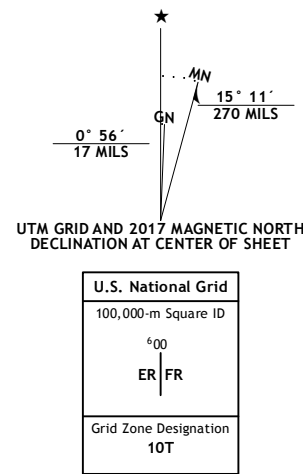 ★
MN
GN
15° 11´
270 MILS
0° 56´
17 MILS
UTM GRID AND 2017 MAGNETIC NORTH
DECLINATION AT CENTER OF SHEET
U.S. National Grid
100,000-m Square ID
⁶00
ER FR
Grid Zone Designation
10T